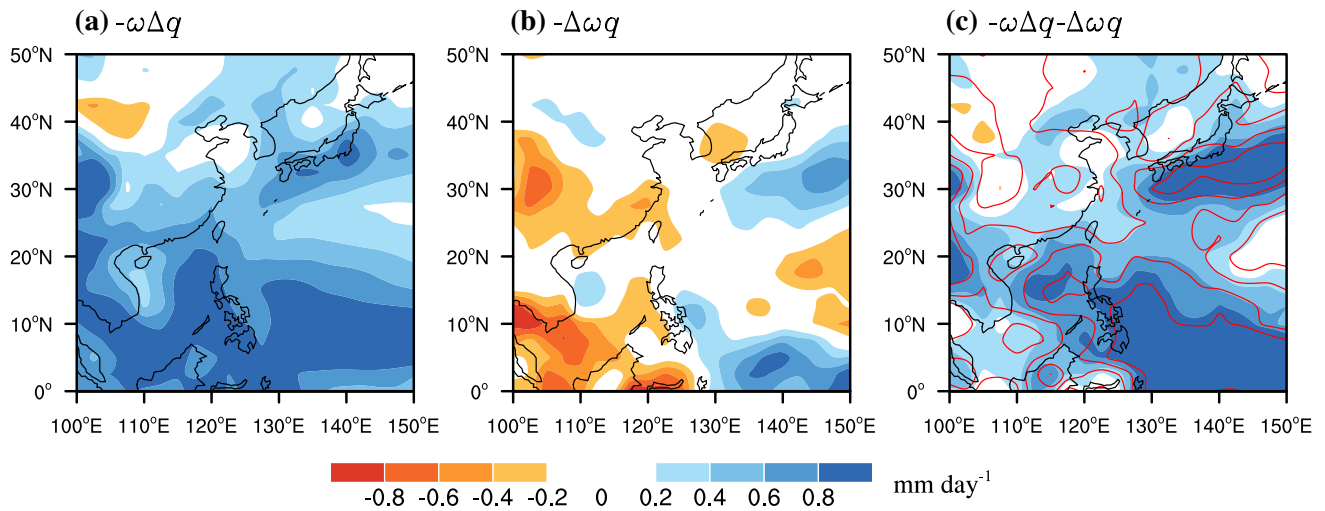 (a) -ωΔq (b) -Δωq (c) -ωΔq-Δωq
50°N 50°N 50°N
40°N 40°N 40°N
30°N 30°N 30°N
20°N 20°N 20°N
10°N 10°N 10°N
0° 0° 0°
100°E 110°E 120°E 130°E 140°E 150°E 100°E 110°E 120°E 130°E 140°E 150°E 100°E 110°E 120°E 130°E 140°E 150°E
-0.8 -0.6 -0.4 -0.2 0 0.2 0.4 0.6 0.8 mm day⁻¹